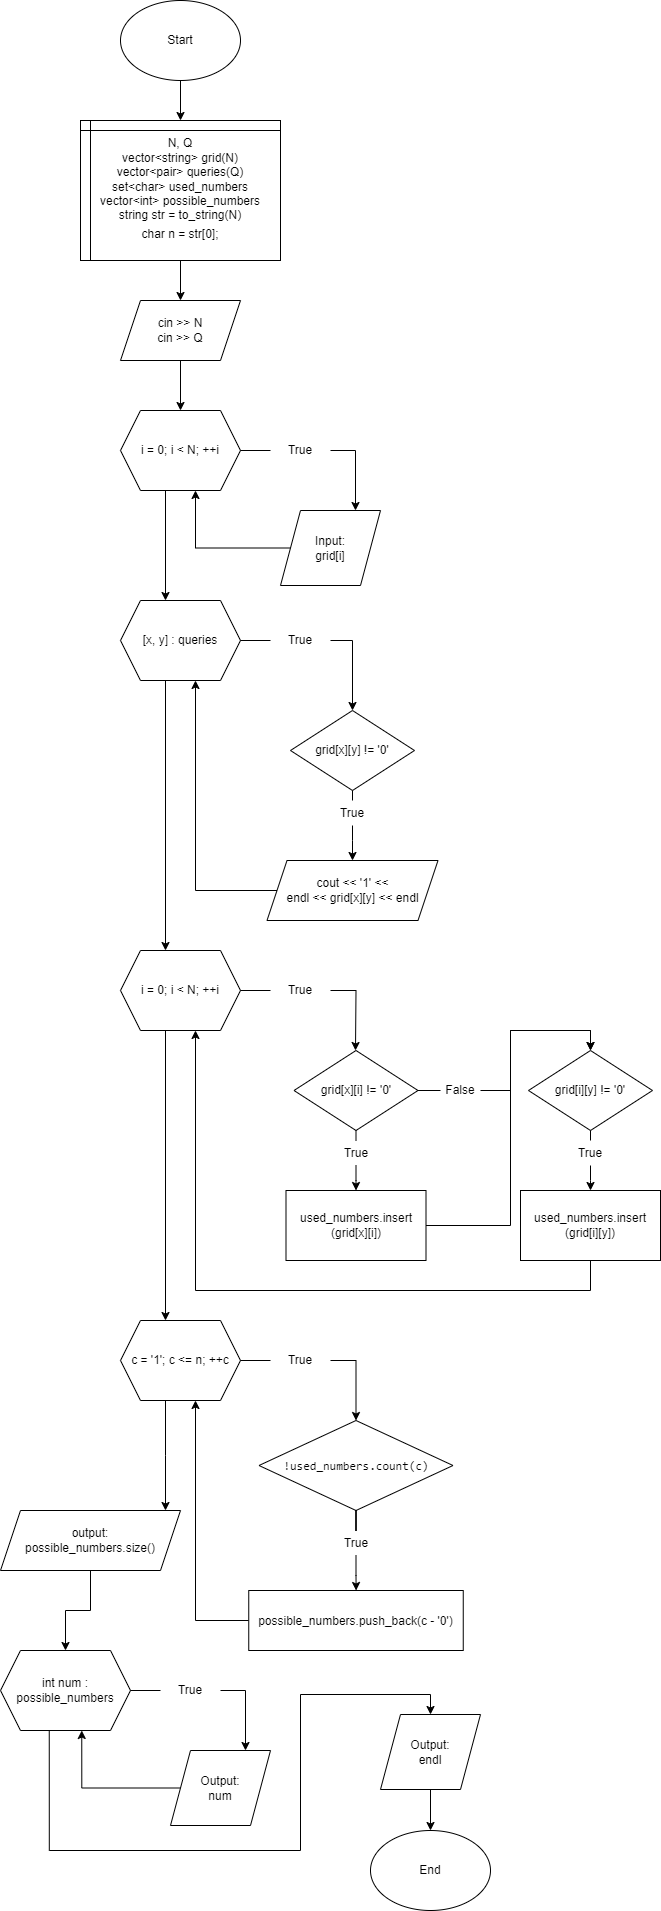 Start
N, Q
vector<string> grid(N)
vector<pair> queries(Q)
set<char> used_numbers
vector<int> possible_numbers
string str = to_string(N)
char n = str[0];
cin >> N
cin >> Q
i = 0; i < N; ++i
True
Input:
grid[i]
[x, y] : queries
True
grid[x][y] != '0'
True
cout << '1' <<
endl << grid[x][y] << endl
i = 0; i < N; ++i
True
grid[x][i] != '0'
False
grid[i][y] != '0'
True
True
used_numbers.insert
(grid[x][i])
used_numbers.insert
(grid[i][y])
c = '1'; c <= n; ++c
True
!used_numbers.count(c)
True
output:
possible_numbers.size()
possible_numbers.push_back(c - '0')
int num :
possible_numbers
True
Output:
num
Output:
endl
End